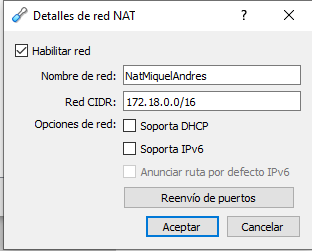 Detalles de red NAT ? ×
Habilitar red
Nombre de red: NatMiquelAndres
Red CIDR: 172.18.0.0/16
Opciones de red: Soporta DHCP
Soporta IPv6
Anunciar ruta por defecto IPv6
Reenvío de puertos
Aceptar Cancelar